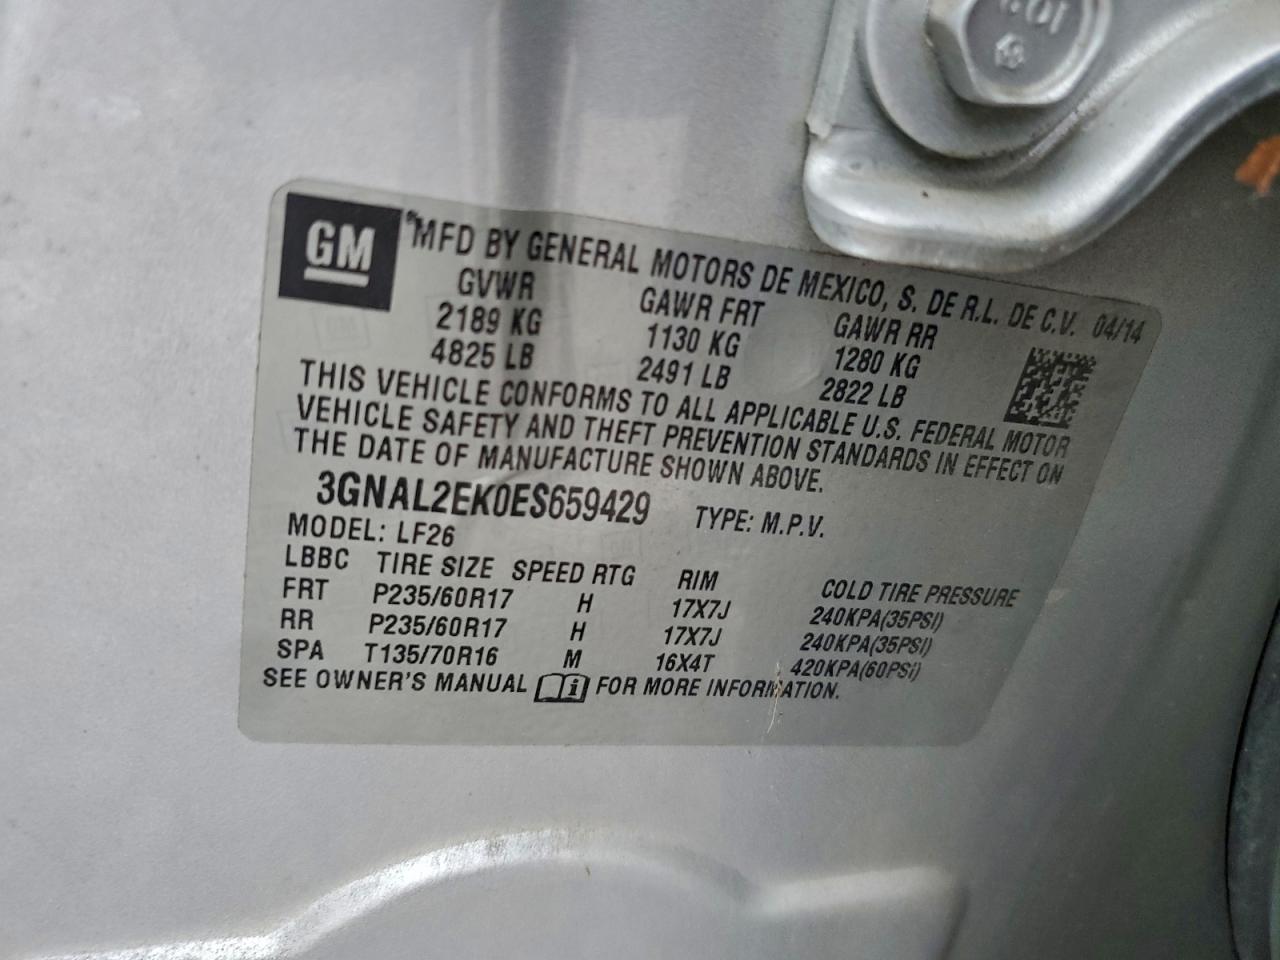 GM
®MFD BY GENERAL MOTORS DE MEXICO, S. DE R.L. DE C.V. 04/14
GVWR GAWR FRT GAWR RR
2189 KG 1130 KG 1280 KG
4825 LB 2491 LB 2822 LB
THIS VEHICLE CONFORMS TO ALL APPLICABLE U.S. FEDERAL MOTOR
VEHICLE SAFETY AND THEFT PREVENTION STANDARDS IN EFFECT ON
THE DATE OF MANUFACTURE SHOWN ABOVE.
3GNAL2EK0ES659429 TYPE: M.P.V.
MODEL: LF26
LBBC TIRE SIZE SPEED RTG RIM COLD TIRE PRESSURE
FRT P235/60R17 H 17X7J 240KPA(35PSI)
RR P235/60R17 H 17X7J 240KPA(35PSI)
SPA T135/70R16 M 16X4T 420KPA(60PSi)
SEE OWNER'S MANUAL i FOR MORE INFORMATION.